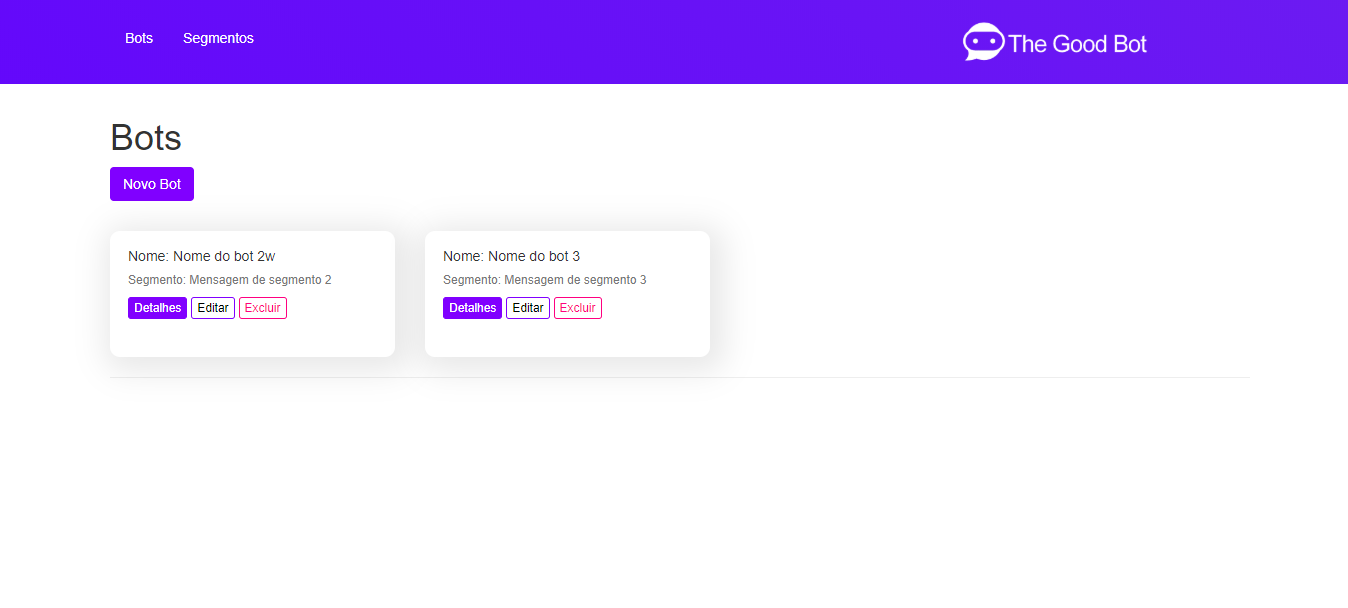 Bots Segmentos The Good Bot
Bots
Novo Bot
Nome: Nome do bot 2w
Segmento: Mensagem de segmento 2
Detalhes Editar Excluir
Nome: Nome do bot 3
Segmento: Mensagem de segmento 3
Detalhes Editar Excluir